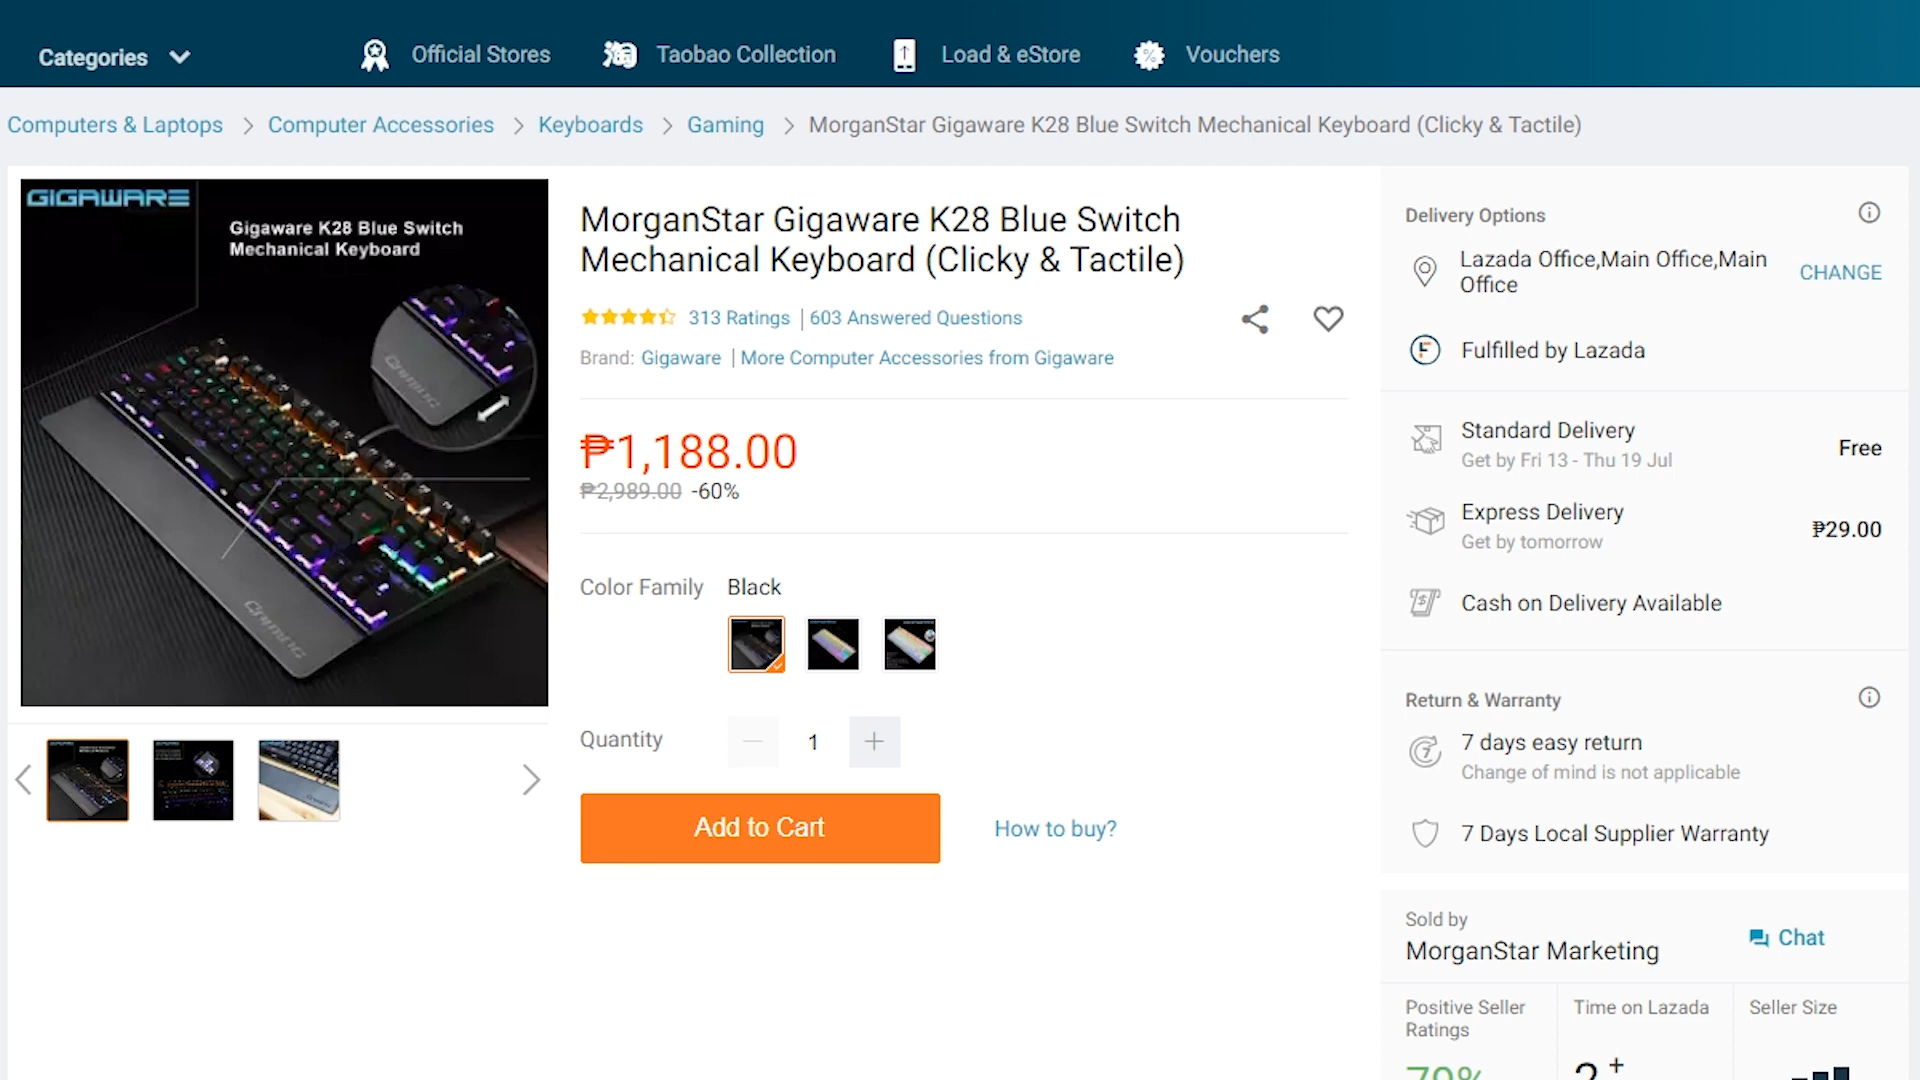 Categories
Official Stores
Taobao Collection
Load & eStore
Vouchers
Computers & Laptops
Computer Accessories
Keyboards
Gaming
MorganStar Gigaware K28 Blue Switch Mechanical Keyboard (Clicky & Tactile)
GIGAWARE
Gigaware K28 Blue Switch
Mechanical Keyboard
Gaming
Gaming
MorganStar Gigaware K28 Blue Switch
Mechanical Keyboard (Clicky & Tactile)
313 Ratings
603 Answered Questions
Brand: Gigaware
More Computer Accessories from Gigaware
₱1,188.00
₱2,989.00 -60%
Color Family Black
Quantity
1
Add to Cart
How to buy?
Delivery Options
Lazada Office,Main Office,Main
Office
CHANGE
Fulfilled by Lazada
Standard Delivery
Get by Fri 13 - Thu 19 Jul
Free
Express Delivery
Get by tomorrow
₱29.00
Cash on Delivery Available
Return & Warranty
7 days easy return
Change of mind is not applicable
7 Days Local Supplier Warranty
Sold by
MorganStar Marketing
Chat
Positive Seller
Ratings
Time on Lazada
Seller Size